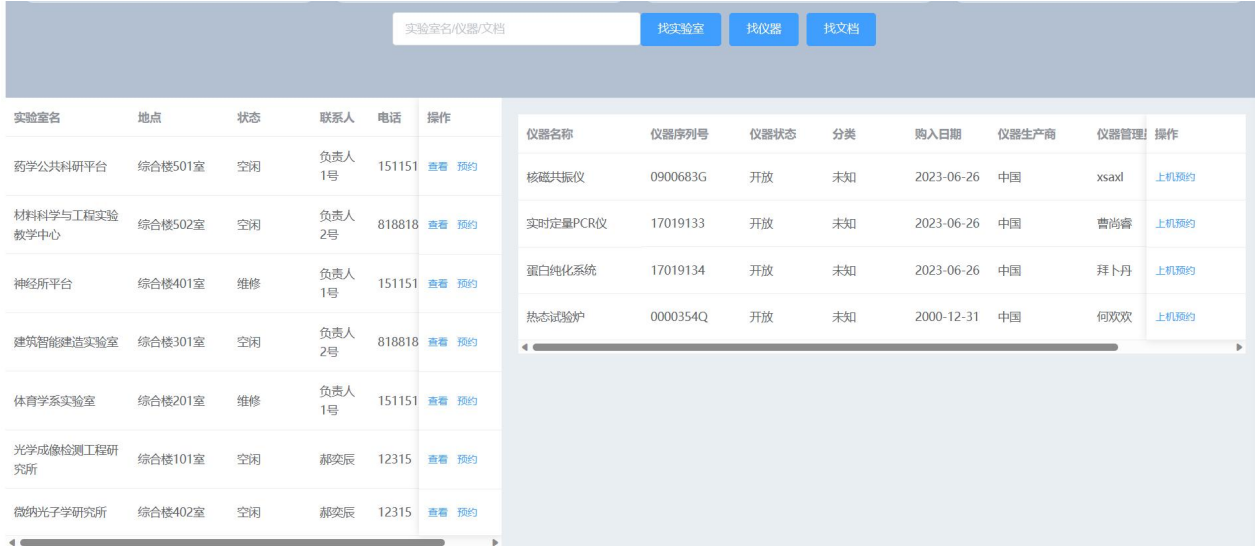 实验室名/仪器/文档 找实验室 找仪器 找文档
实验室名 地点 状态 联系人 电话 操作
药学公共科研平台 综合楼501室 空闲 负责人 151151 查看 预约
1号
材料科学与工程实验 综合楼502室 空闲 负责人 818818 查看 预约
教学中心 2号
神经所平台 综合楼401室 维修 负责人 151151 查看 预约
1号
建筑智能建造实验室 综合楼301室 空闲 负责人 818818 查看 预约
2号
体育学系实验室 综合楼201室 维修 负责人 151151 查看 预约
1号
光学成像检测工程研 综合楼101室 空闲 郝奕辰 12315 查看 预约
究所
微纳光子学研究所 综合楼402室 空闲 郝奕辰 12315 查看 预约
仪器名称 仪器序列号 仪器状态 分类 购入日期 仪器生产商 仪器管理 操作
核磁共振仪 0900683G 开放 未知 2023-06-26 中国 xsaxl 上机预约
实时定量PCR仪 17019133 开放 未知 2023-06-26 中国 曹尚睿 上机预约
蛋白纯化系统 17019134 开放 未知 2023-06-26 中国 拜卜丹 上机预约
热态试验炉 0000354Q 开放 未知 2000-12-31 中国 何欢欢 上机预约